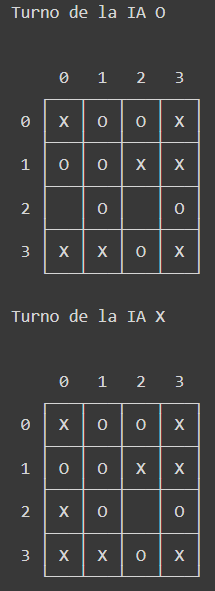 Turno de la IA O
0 1 2 3
0 X O O X
1 O O X X
2 O O
3 X X O X
Turno de la IA X
0 1 2 3
0 X O O X
1 O O X X
2 X O O
3 X X O X